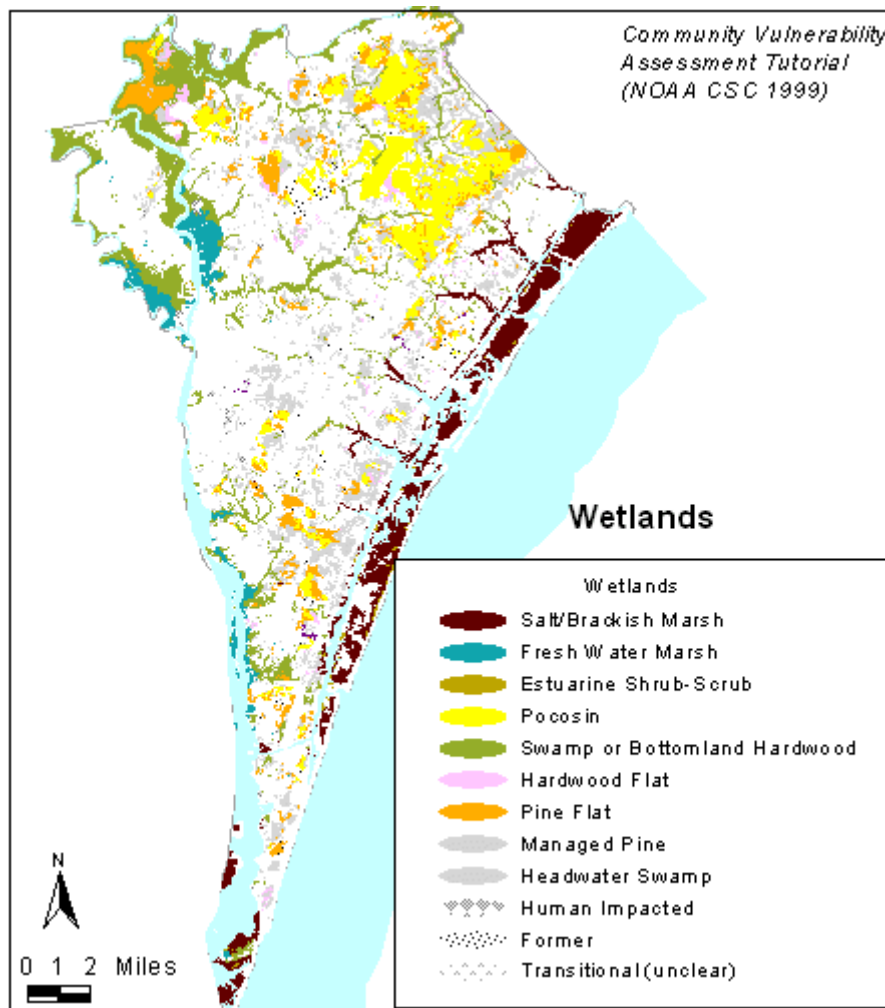 Community Vulnerability
Assessment Tutorial
(NOAA CSC 1999)
Wetlands
Wetlands
Salt/Brackish Marsh
Fresh Water Marsh
Estuarine Shrub-Scrub
Pocosin
Swamp or Bottomland Hardwood
Hardwood Flat
Pine Flat
Managed Pine
Headwater Swamp
Human Impacted
Former
Transitional (unclear)
N
0 1 2 Miles